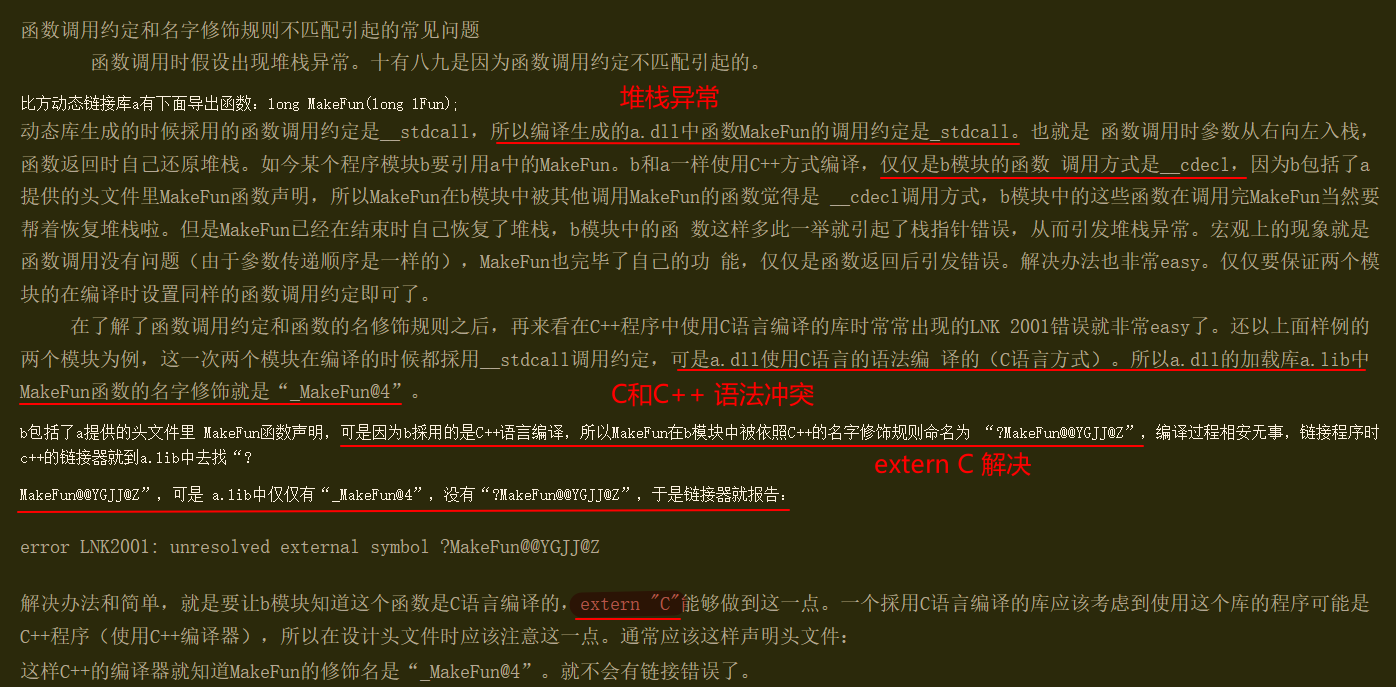 函数调用约定和名字修饰规则不匹配引起的常见问题
函数调用时假设出现堆栈异常。十有八九是因为函数调用约定不匹配引起的。
堆栈异常
比方动态链接库a有下面导出函数：long MakeFun(long lFun);
动态库生成的时候採用的函数调用约定是__stdcall，所以编译生成的a.dll中函数MakeFun的调用约定是_stdcall。也就是 函数调用时参数从右向左入栈，
函数返回时自己还原堆栈。如今某个程序模块b要引用a中的MakeFun。b和a一样使用C++方式编译，仅仅是b模块的函数 调用方式是__cdecl，因为b包括了a
提供的头文件里MakeFun函数声明，所以MakeFun在b模块中被其他调用MakeFun的函数觉得是 __cdecl调用方式，b模块中的这些函数在调用完MakeFun当然要
帮着恢复堆栈啦。但是MakeFun已经在结束时自己恢复了堆栈，b模块中的函 数这样多此一举就引起了栈指针错误，从而引发堆栈异常。宏观上的现象就是
函数调用没有问题（由于參数传递顺序是一样的），MakeFun也完毕了自己的功 能，仅仅是函数返回后引发错误。解决办法也非常easy。仅仅要保证两个模
块的在编译时设置同样的函数调用约定即可了。
在了解了函数调用约定和函数的名修饰规则之后，再来看在C++程序中使用C语言编译的库时常常出现的LNK 2001错误就非常easy了。还以上面样例的
两个模块为例，这一次两个模块在编译的时候都採用__stdcall调用约定，可是a.dll使用C语言的语法编 译的（C语言方式）。所以a.dll的加载库a.lib中
MakeFun函数的名字修饰就是“_MakeFun@4”。
C和C++ 语法冲突
b包括了a提供的头文件里 MakeFun函数声明，可是因为b採用的是C++语言编译，所以MakeFun在b模块中被依照C++的名字修饰规则命名为 “?MakeFun@@YGJJ@Z”，编译过程相安无事，链接程序时
c++的链接器就到a.lib中去找“?
extern C 解决
MakeFun@@YGJJ@Z”，可是 a.lib中仅仅有“_MakeFun@4”，没有“?MakeFun@@YGJJ@Z”，于是链接器就报告：
error LNK2001: unresolved external symbol ?MakeFun@@YGJJ@Z
解决办法和简单，就是要让b模块知道这个函数是C语言编译的，extern "C"能够做到这一点。一个採用C语言编译的库应该考虑到使用这个库的程序可能是
C++程序（使用C++编译器），所以在设计头文件时应该注意这一点。通常应该这样声明头文件：
这样C++的编译器就知道MakeFun的修饰名是“_MakeFun@4”。就不会有链接错误了。